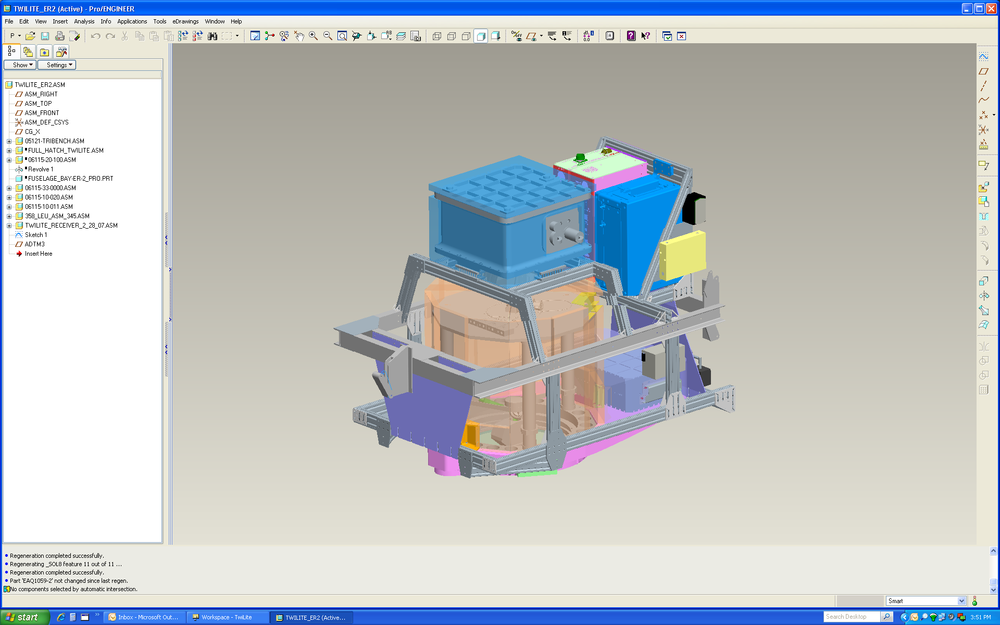 TWILITE_ER2 (Active) - Pro/ENGINEER
File Edit View Insert Analysis Info Applications Tools Objects eDrawings Window Help
Show Settings
TWILITE_ER2.ASM
ASM_RIGHT
ASM_TOP
ASM_FRONT
ASM_DEF_CSYS
CG_X
05121-TRIBENCH.ASM
FULL_HATCH_TWILITE.ASM
06115-20-100.ASM
Revolve 1
FUSELAGE_BAY-ER-2_PRO.PRT
06115-33-0000.ASM
06115-10-020.ASM
06115-10-011.ASM
358_LEU_ASM_345.ASM
TWILITE_RECEIVER_2_28_07.ASM
Sketch 1
ADTM3
Insert Here
Regeneration completed successfully.
Regenerating _SOL8 feature 11 out of 11 ...
Regeneration completed successfully.
Part 'EAQ1059-2' not changed since last regen.
No components selected by automatic intersection.
Smart
start Inbox - Microsoft Out... Workspace - TwiLite TWILITE_ER2 (Active... Search Desktop 3:51 PM